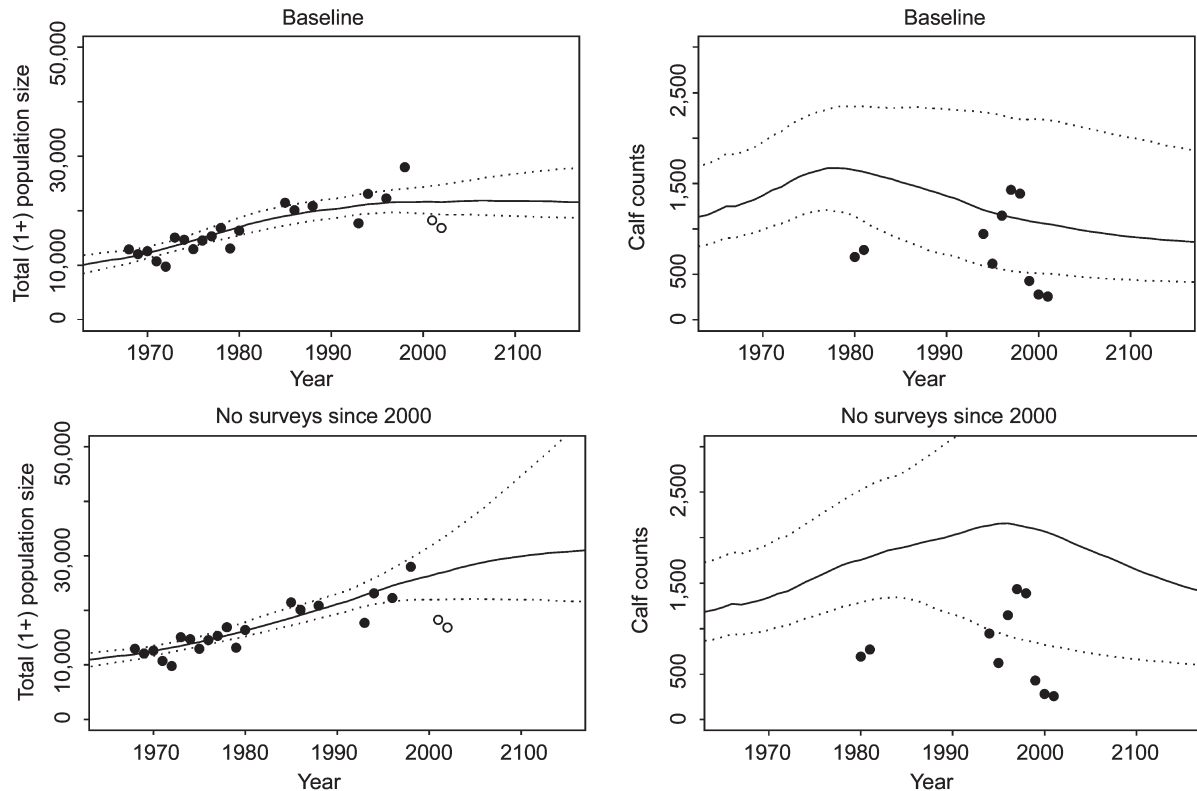 Baseline
Total (1+) population size
50,000
30,000
10,000
0
1970 1980 1990 2000 2100
Year
Baseline
Calf counts
2,500
1,500
500
0
1970 1980 1990 2000 2100
Year
No surveys since 2000
Total (1+) population size
50,000
30,000
10,000
0
1970 1980 1990 2000 2100
Year
No surveys since 2000
Calf counts
2,500
1,500
500
0
1970 1980 1990 2000 2100
Year